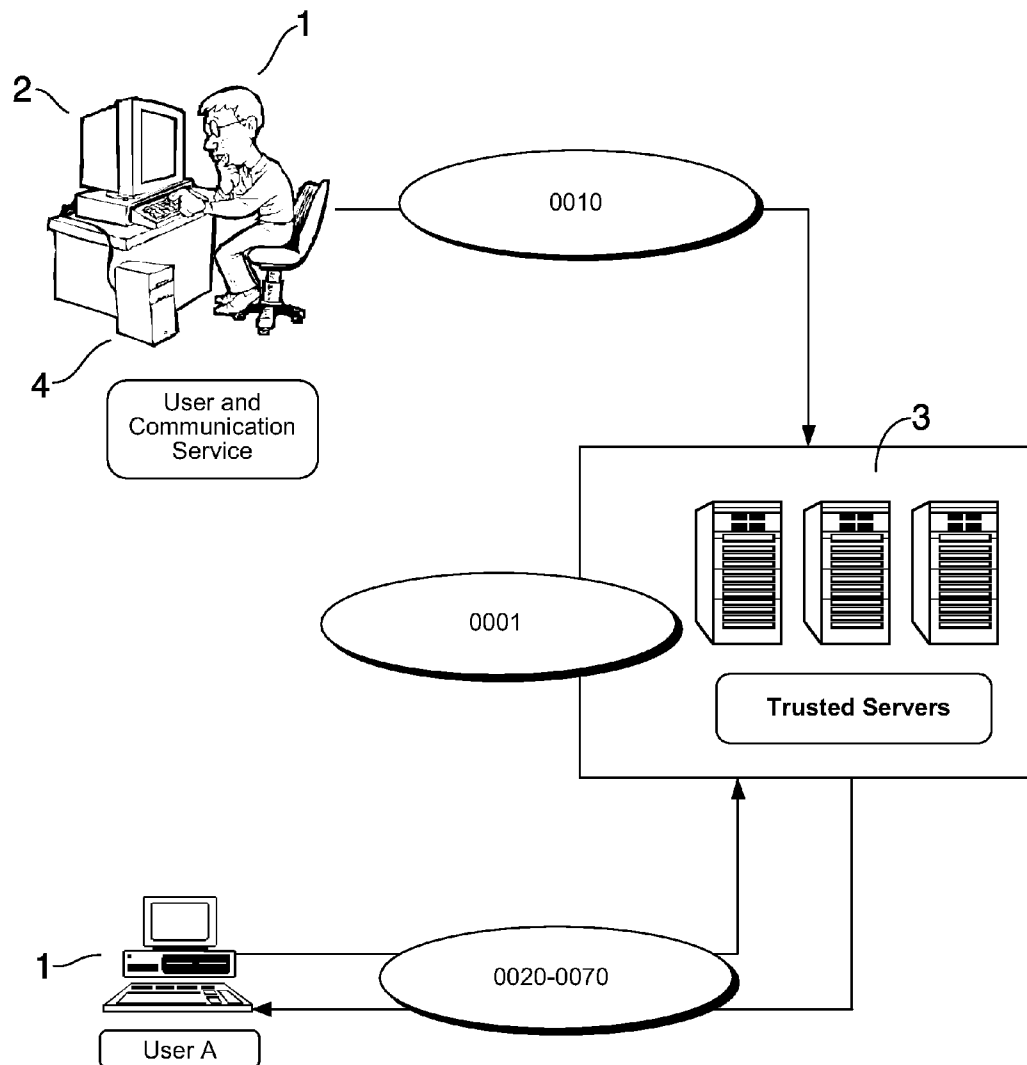 1
2
0010
4
User and
Communication
Service
3
0001
Trusted Servers
1
0020-0070
User A